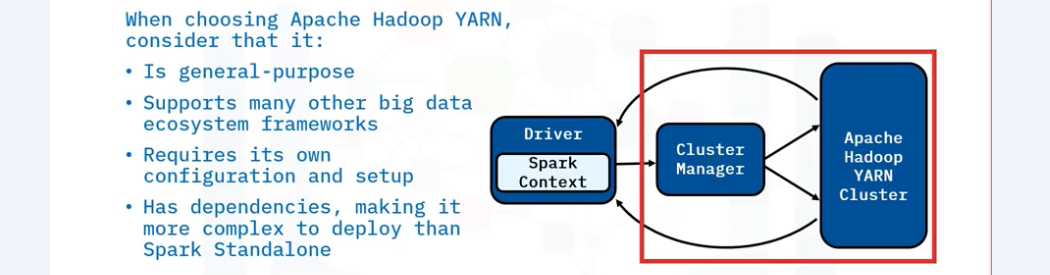 When choosing Apache Hadoop YARN,
consider that it:
• Is general-purpose
• Supports many other big data
ecosystem frameworks
• Requires its own
configuration and setup
• Has dependencies, making it
more complex to deploy than
Spark Standalone
Driver
Spark
Context
Cluster
Manager
Apache
Hadoop
YARN
Cluster